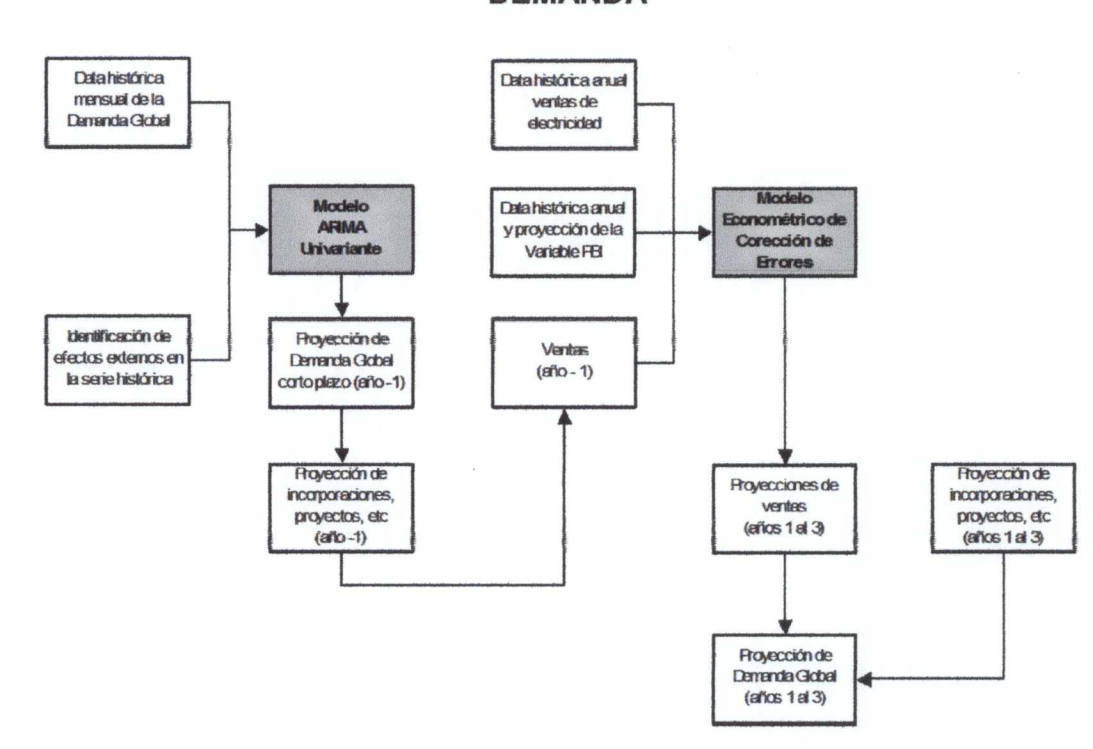 DEMANDA
Data histórica
mensual de la
Demanda Global
Data histórica anual
ventas de
electricidad
Modelo
ARIMA
Univariante
Data histórica anual
y proyección de la
Variable PBI
Modelo
Econométrico de
Corección de
Errores
Identificación de
efectos externos en
la serie histórica
Proyección de
Demanda Global
corto plazo (año -1)
Ventas
(año - 1)
Proyección de
incorporaciones,
proyectos, etc
(año -1)
Proyecciones de
ventas
(años 1 al 3)
Proyección de
incorporaciones,
proyectos, etc
(años 1 al 3)
Proyección de
Demanda Global
(años 1 al 3)